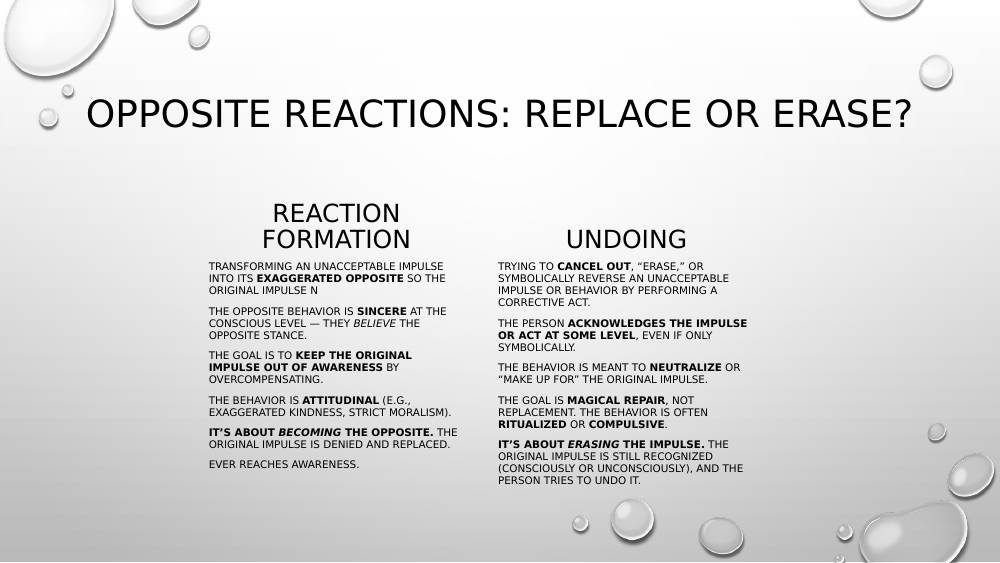 OPPOSITE REACTIONS: REPLACE OR ERASE?
REACTION
FORMATION
TRANSFORMING AN UNACCEPTABLE IMPULSE
INTO ITS EXAGGERATED OPPOSITE SO THE
ORIGINAL IMPULSE N
THE OPPOSITE BEHAVIOR IS SINCERE AT THE
CONSCIOUS LEVEL — THEY BELIEVE THE
OPPOSITE STANCE.
THE GOAL IS TO KEEP THE ORIGINAL
IMPULSE OUT OF AWARENESS BY
OVERCOMPENSATING.
THE BEHAVIOR IS ATTITUDINAL (E.G.,
EXAGGERATED KINDNESS, STRICT MORALISM).
IT’S ABOUT BECOMING THE OPPOSITE. THE
ORIGINAL IMPULSE IS DENIED AND REPLACED.
EVER REACHES AWARENESS.
UNDOING
TRYING TO CANCEL OUT, “ERASE,” OR
SYMBOLICALLY REVERSE AN UNACCEPTABLE
IMPULSE OR BEHAVIOR BY PERFORMING A
CORRECTIVE ACT.
THE PERSON ACKNOWLEDGES THE IMPULSE
OR ACT AT SOME LEVEL, EVEN IF ONLY
SYMBOLICALLY.
THE BEHAVIOR IS MEANT TO NEUTRALIZE OR
“MAKE UP FOR” THE ORIGINAL IMPULSE.
THE GOAL IS MAGICAL REPAIR, NOT
REPLACEMENT. THE BEHAVIOR IS OFTEN
RITUALIZED OR COMPULSIVE.
IT’S ABOUT ERASING THE IMPULSE. THE
ORIGINAL IMPULSE IS STILL RECOGNIZED
(CONSCIOUSLY OR UNCONSCIOUSLY), AND THE
PERSON TRIES TO UNDO IT.